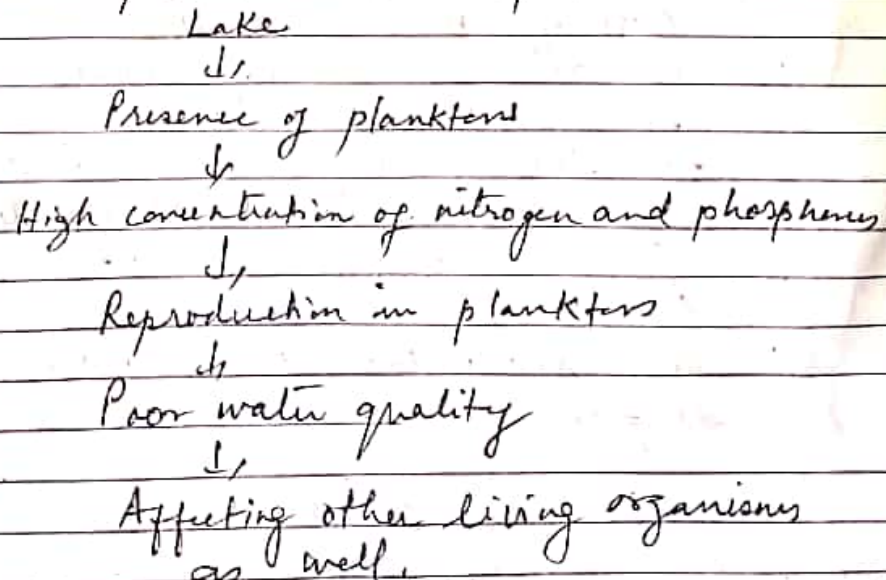 Lake
↓
Presence of planktons
↓
High concentration of nitrogen and phosphorus
↓
Reproduction in planktons
↓
Poor water quality
↓
Affecting other living organisms
as well.